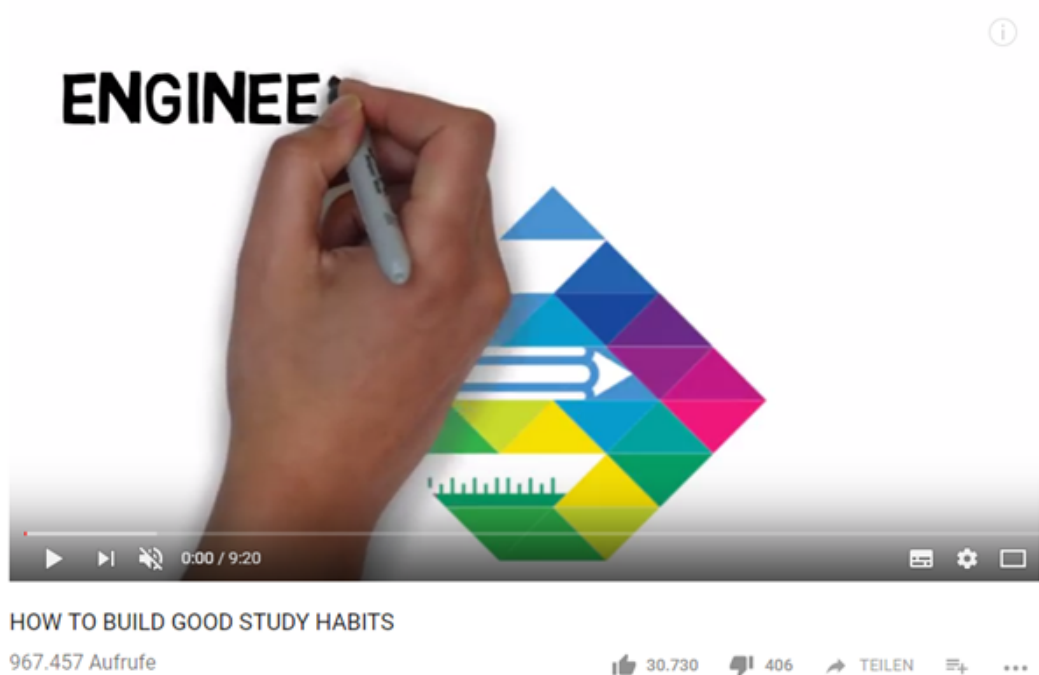 ENGINEE
0:00 / 9:20
HOW TO BUILD GOOD STUDY HABITS
967.457 Aufrufe
30.730 406 TEILEN